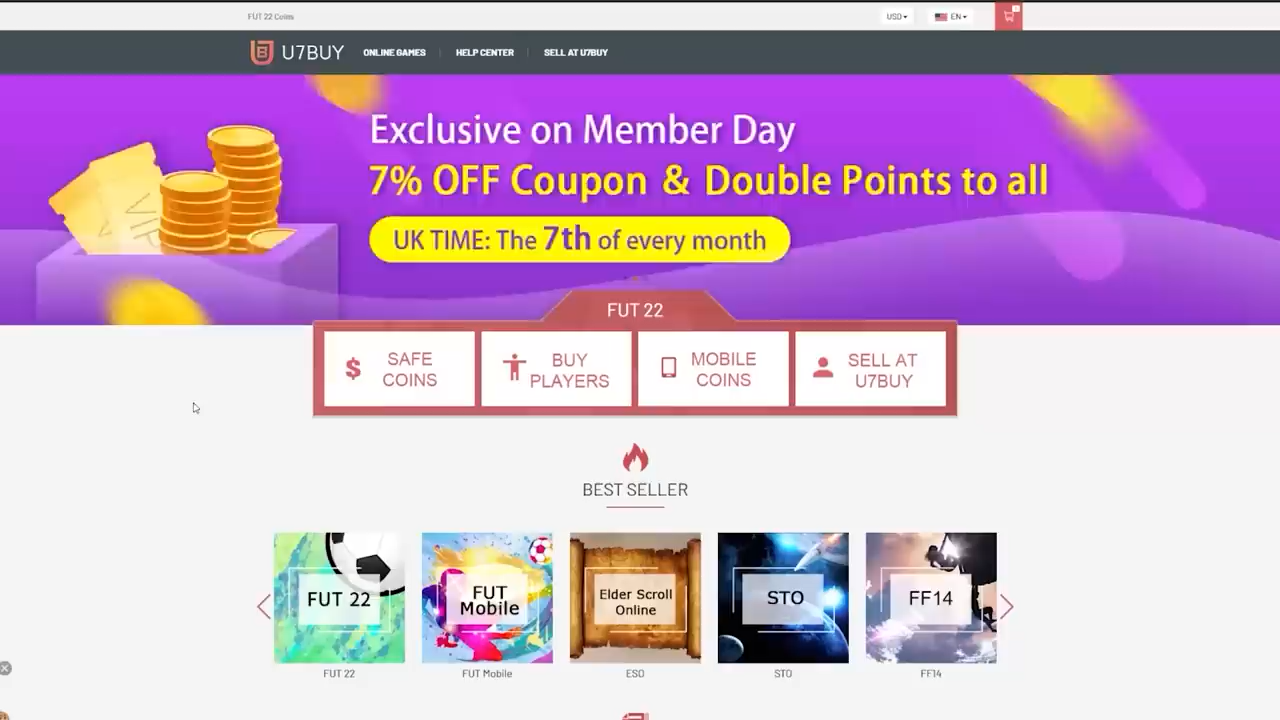 FUT 22 Coins
USD
EN
1
U7BUY
ONLINE GAMES
HELP CENTER
SELL AT U7BUY
Exclusive on Member Day
7% OFF Coupon & Double Points to all
UK TIME: The 7th of every month
VIP
FUT 22
SAFE
COINS
BUY
PLAYERS
MOBILE
COINS
SELL AT
U7BUY
BEST SELLER
FUT 22
FUT
Mobile
Elder Scroll
Online
STO
FF14
FUT 22
FUT Mobile
ESO
STO
FF14